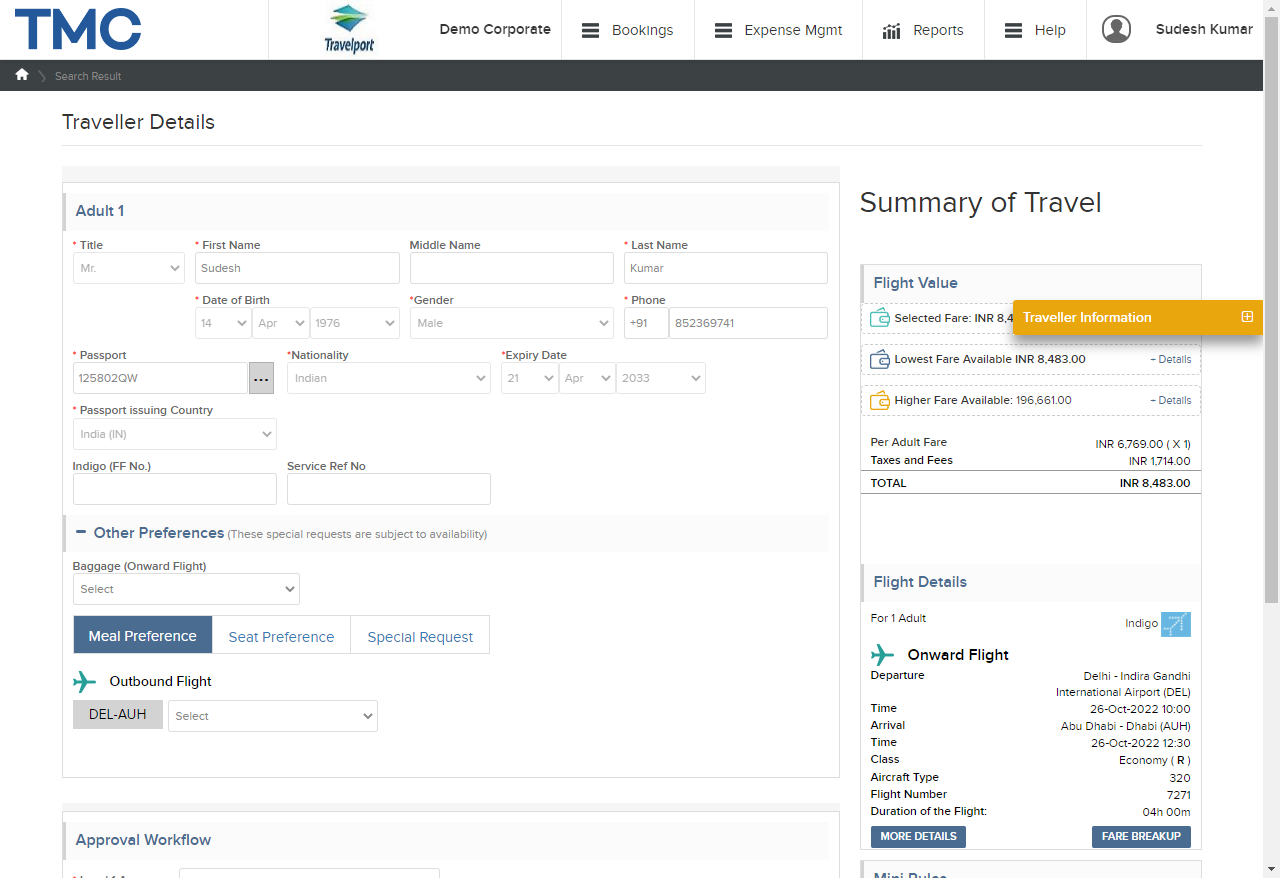 TMC
Travelport
Demo Corporate
Bookings
Expense Mgmt
Reports
Help
Sudesh Kumar
Search Result
Traveller Details
Adult 1
* Title
* First Name
Middle Name
* Last Name
Mr.
Sudesh
Kumar
* Date of Birth
*Gender
* Phone
14
Apr
1976
Male
+91
852369741
* Passport
*Nationality
*Expiry Date
125802QW
...
Indian
21
Apr
2033
* Passport issuing Country
India (IN)
Indigo (FF No.)
Service Ref No
Other Preferences (These special requests are subject to availability)
Baggage (Onward Flight)
Select
Meal Preference
Seat Preference
Special Request
Outbound Flight
DEL-AUH
Select
Approval Workflow
Summary of Travel
Flight Value
Selected Fare: INR 8,4
Traveller Information
Lowest Fare Available INR 8,483.00
+ Details
Higher Fare Available: 196,661.00
+ Details
Per Adult Fare
INR 6,769.00 ( X 1)
Taxes and Fees
INR 1,714.00
TOTAL
INR 8,483.00
Flight Details
For 1 Adult
Indigo
Onward Flight
Departure
Delhi - Indira Gandhi
International Airport (DEL)
Time
26-Oct-2022 10:00
Arrival
Abu Dhabi - Dhabi (AUH)
Time
26-Oct-2022 12:30
Class
Economy ( R )
Aircraft Type
320
Flight Number
7271
Duration of the Flight:
04h 00m
MORE DETAILS
FARE BREAKUP
Mini Rules